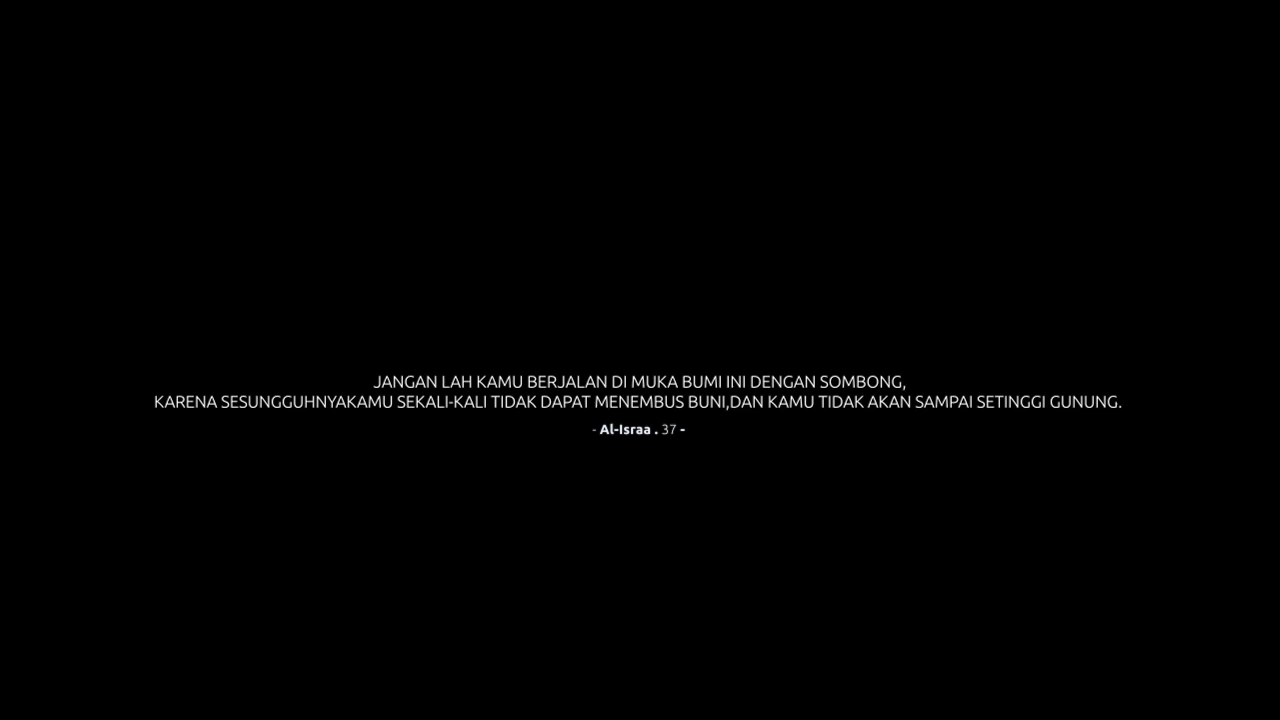 JANGAN LAH KAMU BERJALAN DI MUKA BUMI INI DENGAN SOMBONG,
KARENA SESUNGGUHNYAKAMU SEKALI-KALI TIDAK DAPAT MENEMBUS BUNI,DAN KAMU TIDAK AKAN SAMPAI SETINGGI GUNUNG.
- Al-Israa . 37 -